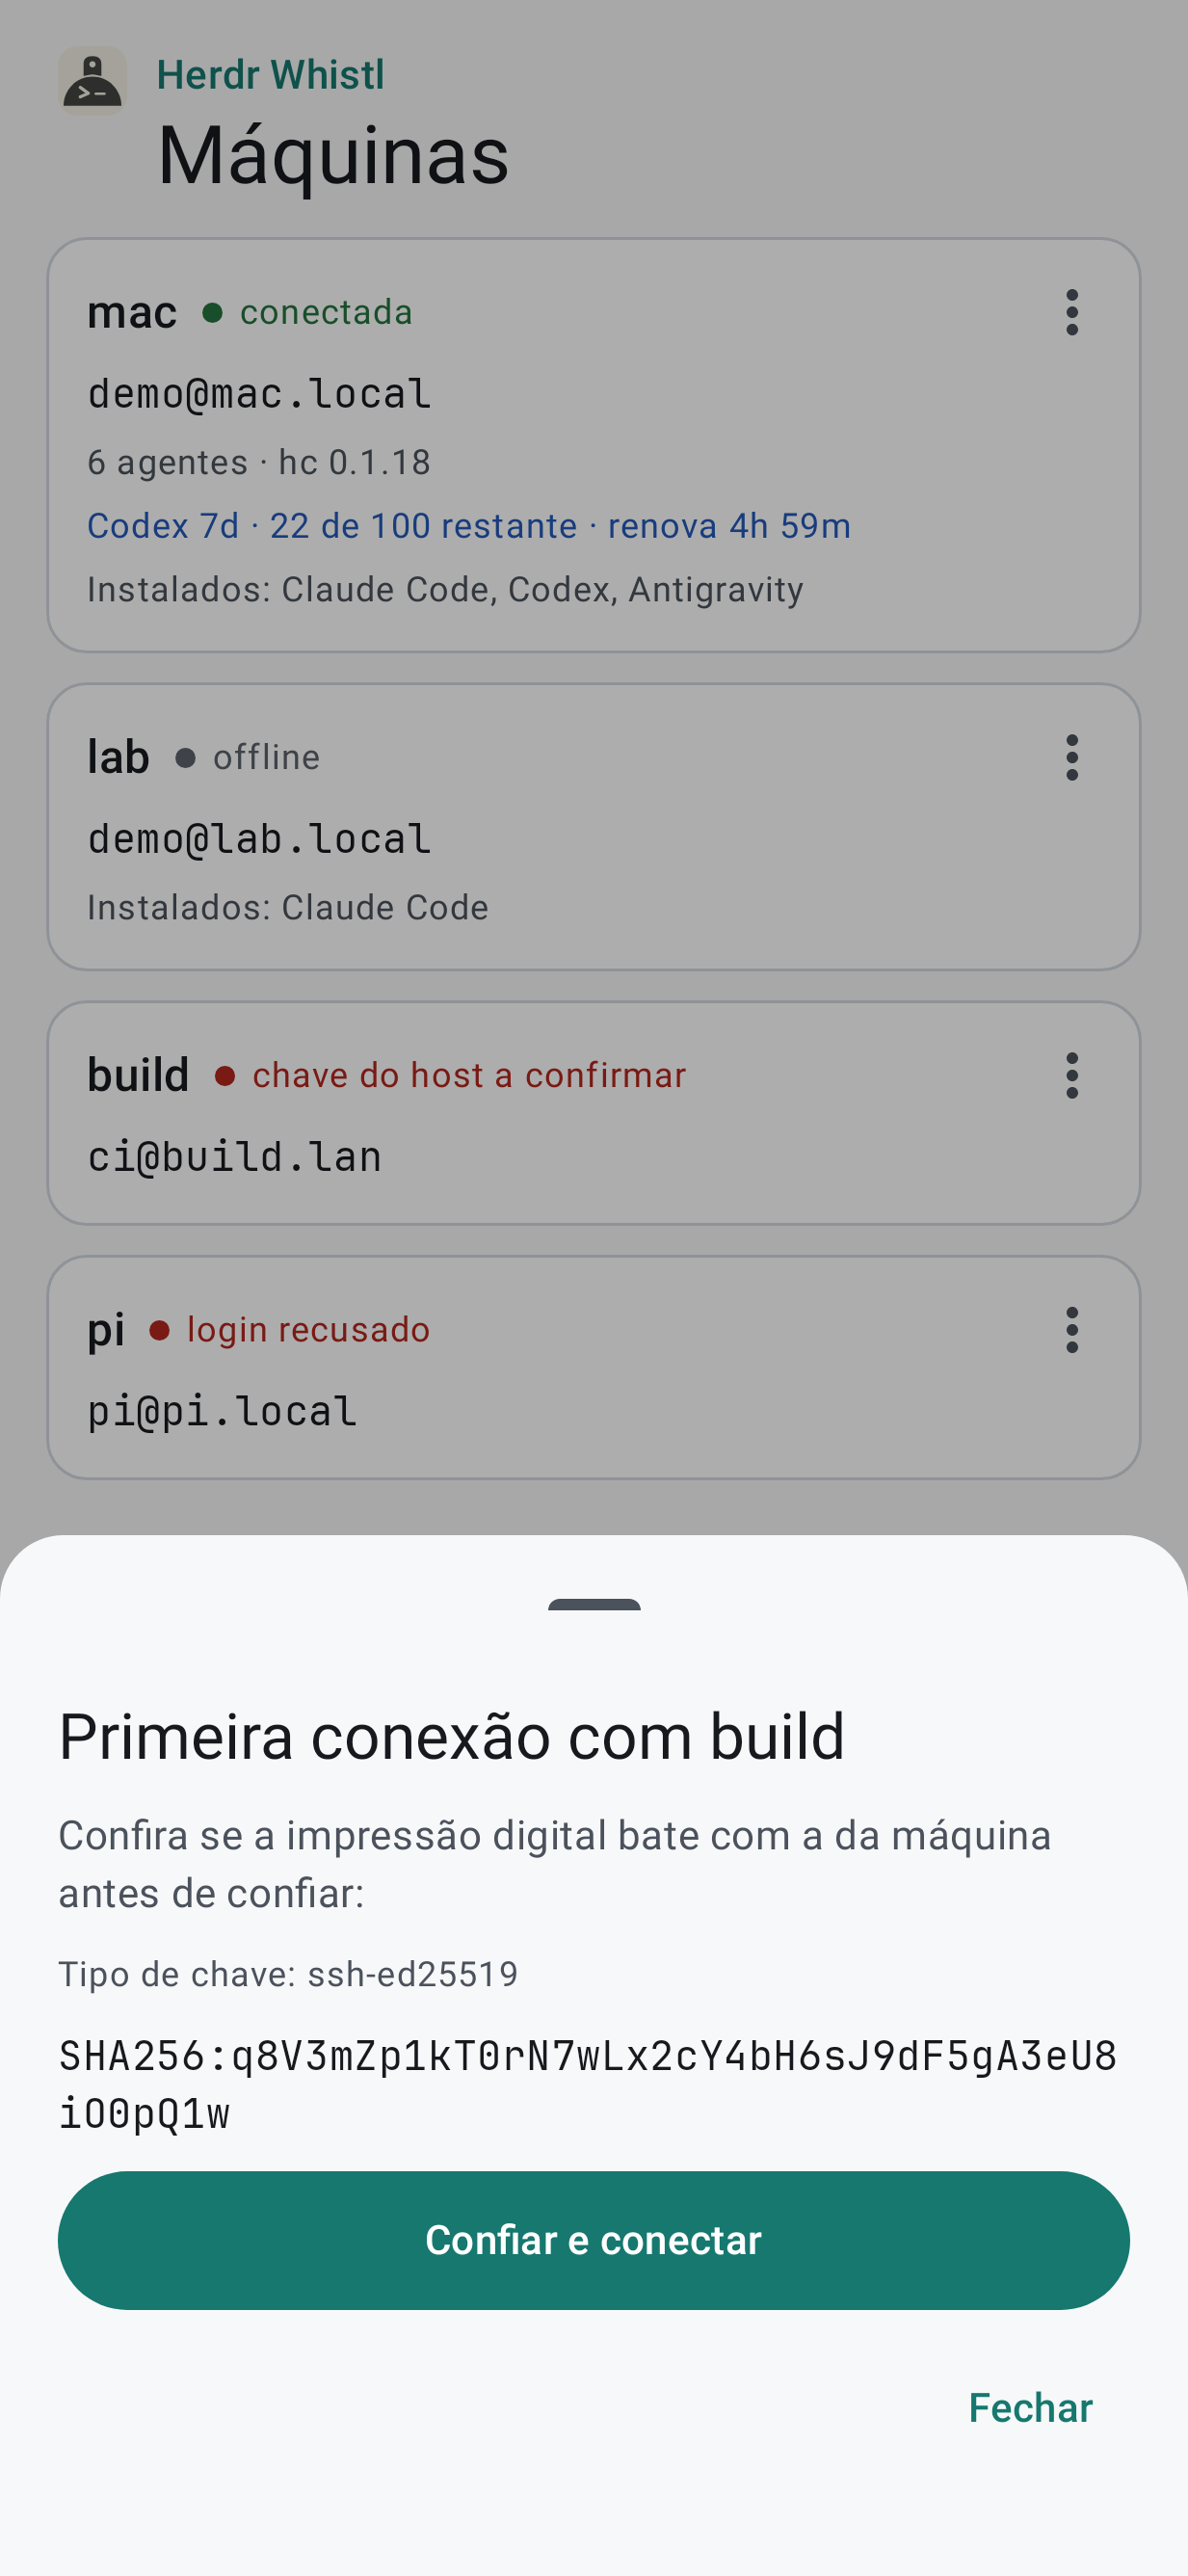 Herdr Whistl
Máquinas
mac ● conectada
demo@mac.local
6 agentes · hc 0.1.18
Codex 7d · 22 de 100 restante · renova 4h 59m
Instalados: Claude Code, Codex, Antigravity
lab ● offline
demo@lab.local
Instalados: Claude Code
build ● chave do host a confirmar
ci@build.lan
pi ● login recusado
pi@pi.local
Primeira conexão com build
Confira se a impressão digital bate com a da máquina
antes de confiar:
Tipo de chave: ssh-ed25519
SHA256:q8V3mZp1kT0rN7wLx2cY4bH6sJ9dF5gA3eU8
iO0pQ1w
Confiar e conectar
Fechar